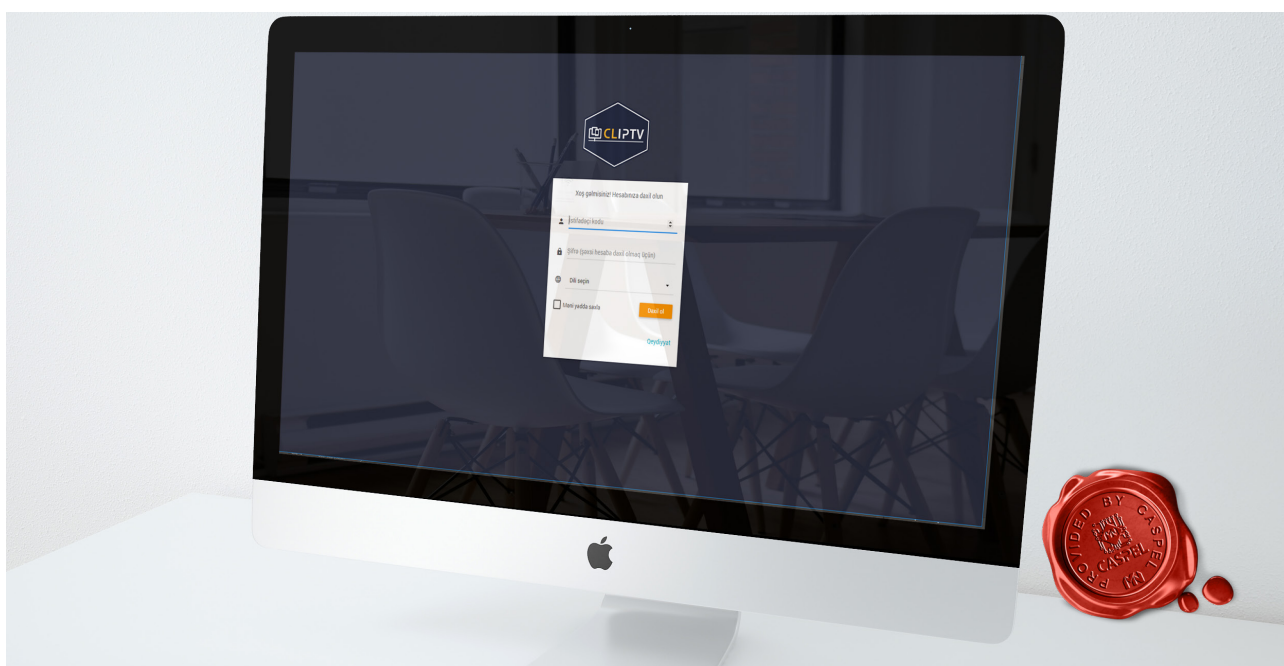 CLIPTV
Xoş gəlmisiniz! Hesabınıza daxil olun
İstifadəçi kodu
Şifrə (şəxsi hesaba daxil olmaq üçün)
Dili seçin
Məni yadda saxla
Daxil ol
Qeydiyyat
PROVIDED BY CASPEL
CASPEL